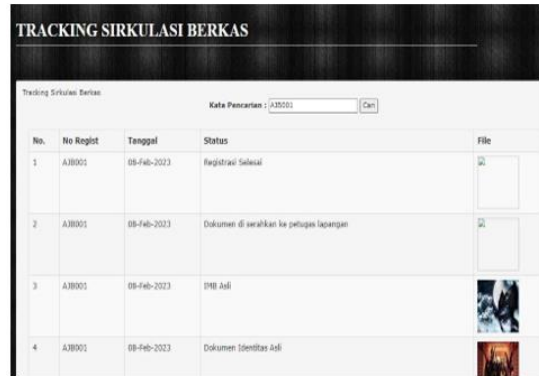 TRACKING SIRKULASI BERKAS
Tracking Sirkulasi Berkas
Kata Pencarian : AJB001 Cari
No. No Regist Tanggal Status File
1 AJB001 08-Feb-2023 Registrasi Selesai
2 AJB001 08-Feb-2023 Dokumen di serahkan ke petugas lapangan
3 AJB001 08-Feb-2023 IMB Asli
4 AJB001 08-Feb-2023 Dokumen Identitas Asli